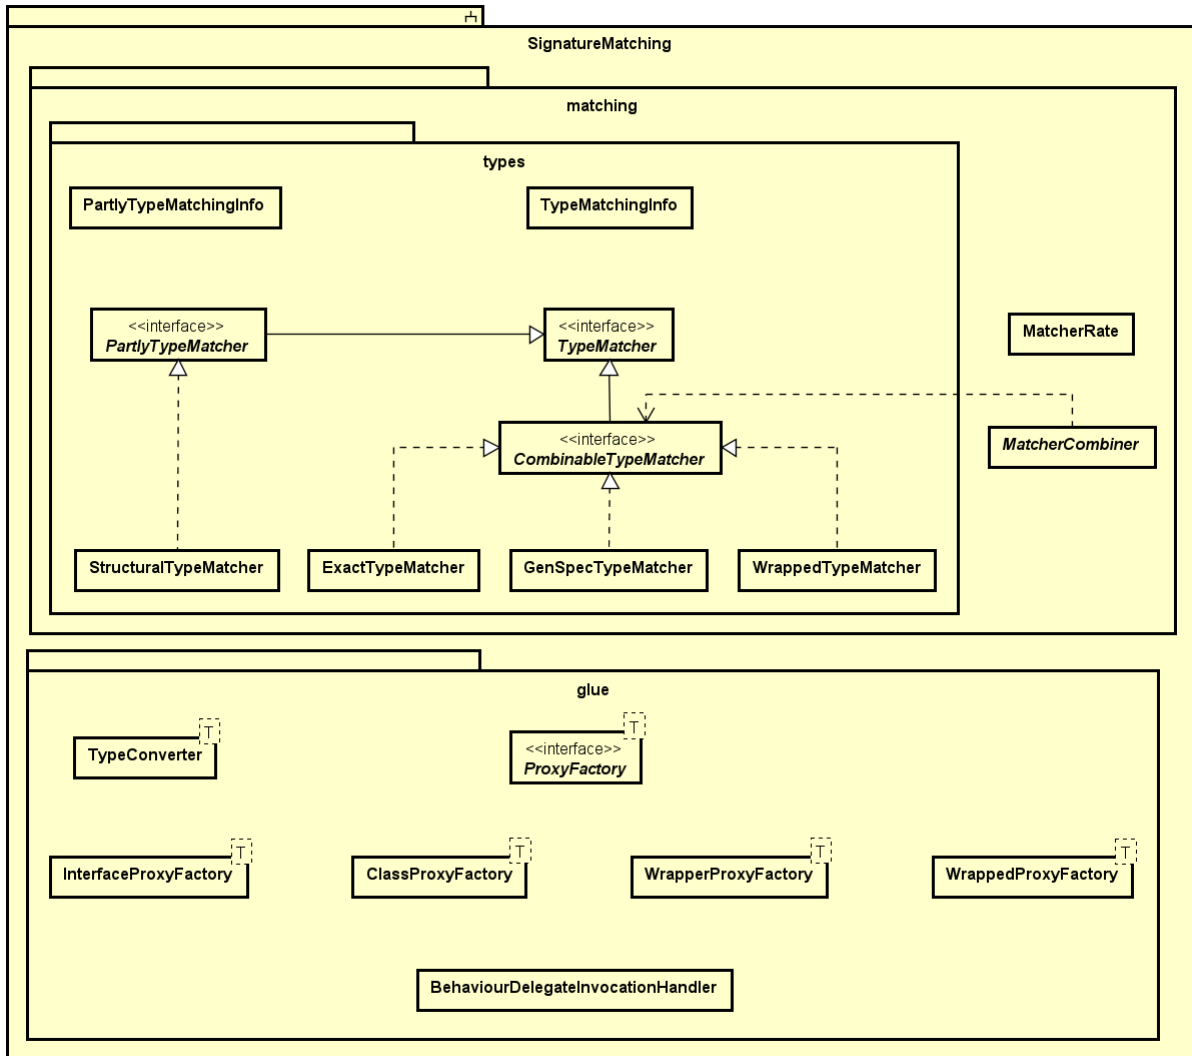 SignatureMatching
matching
types
PartlyTypeMatchingInfo
TypeMatchingInfo
<<interface>>
PartlyTypeMatcher
<<interface>>
TypeMatcher
MatcherRate
<<interface>>
CombinableTypeMatcher
MatcherCombiner
StructuralTypeMatcher
ExactTypeMatcher
GenSpecTypeMatcher
WrappedTypeMatcher
glue
T
TypeConverter
T
<<interface>>
ProxyFactory
T
InterfaceProxyFactory
T
ClassProxyFactory
T
WrapperProxyFactory
T
WrappedProxyFactory
BehaviourDelegateInvocationHandler